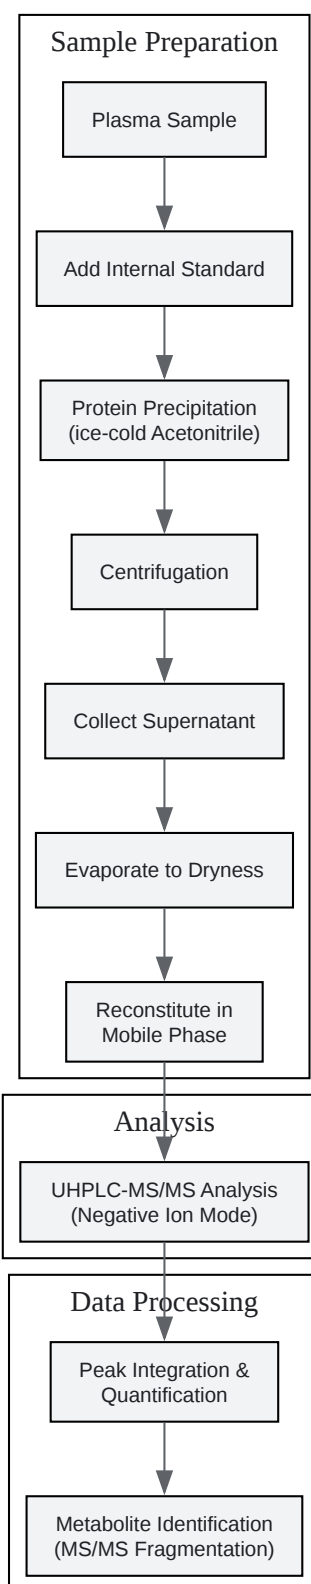 Sample Preparation
Plasma Sample
Add Internal Standard
Protein Precipitation
(ice-cold Acetonitrile)
Centrifugation
Collect Supernatant
Evaporate to Dryness
Reconstitute in
Mobile Phase
Analysis
UHPLC-MS/MS Analysis
(Negative Ion Mode)
Data Processing
Peak Integration &
Quantification
Metabolite Identification
(MS/MS Fragmentation)